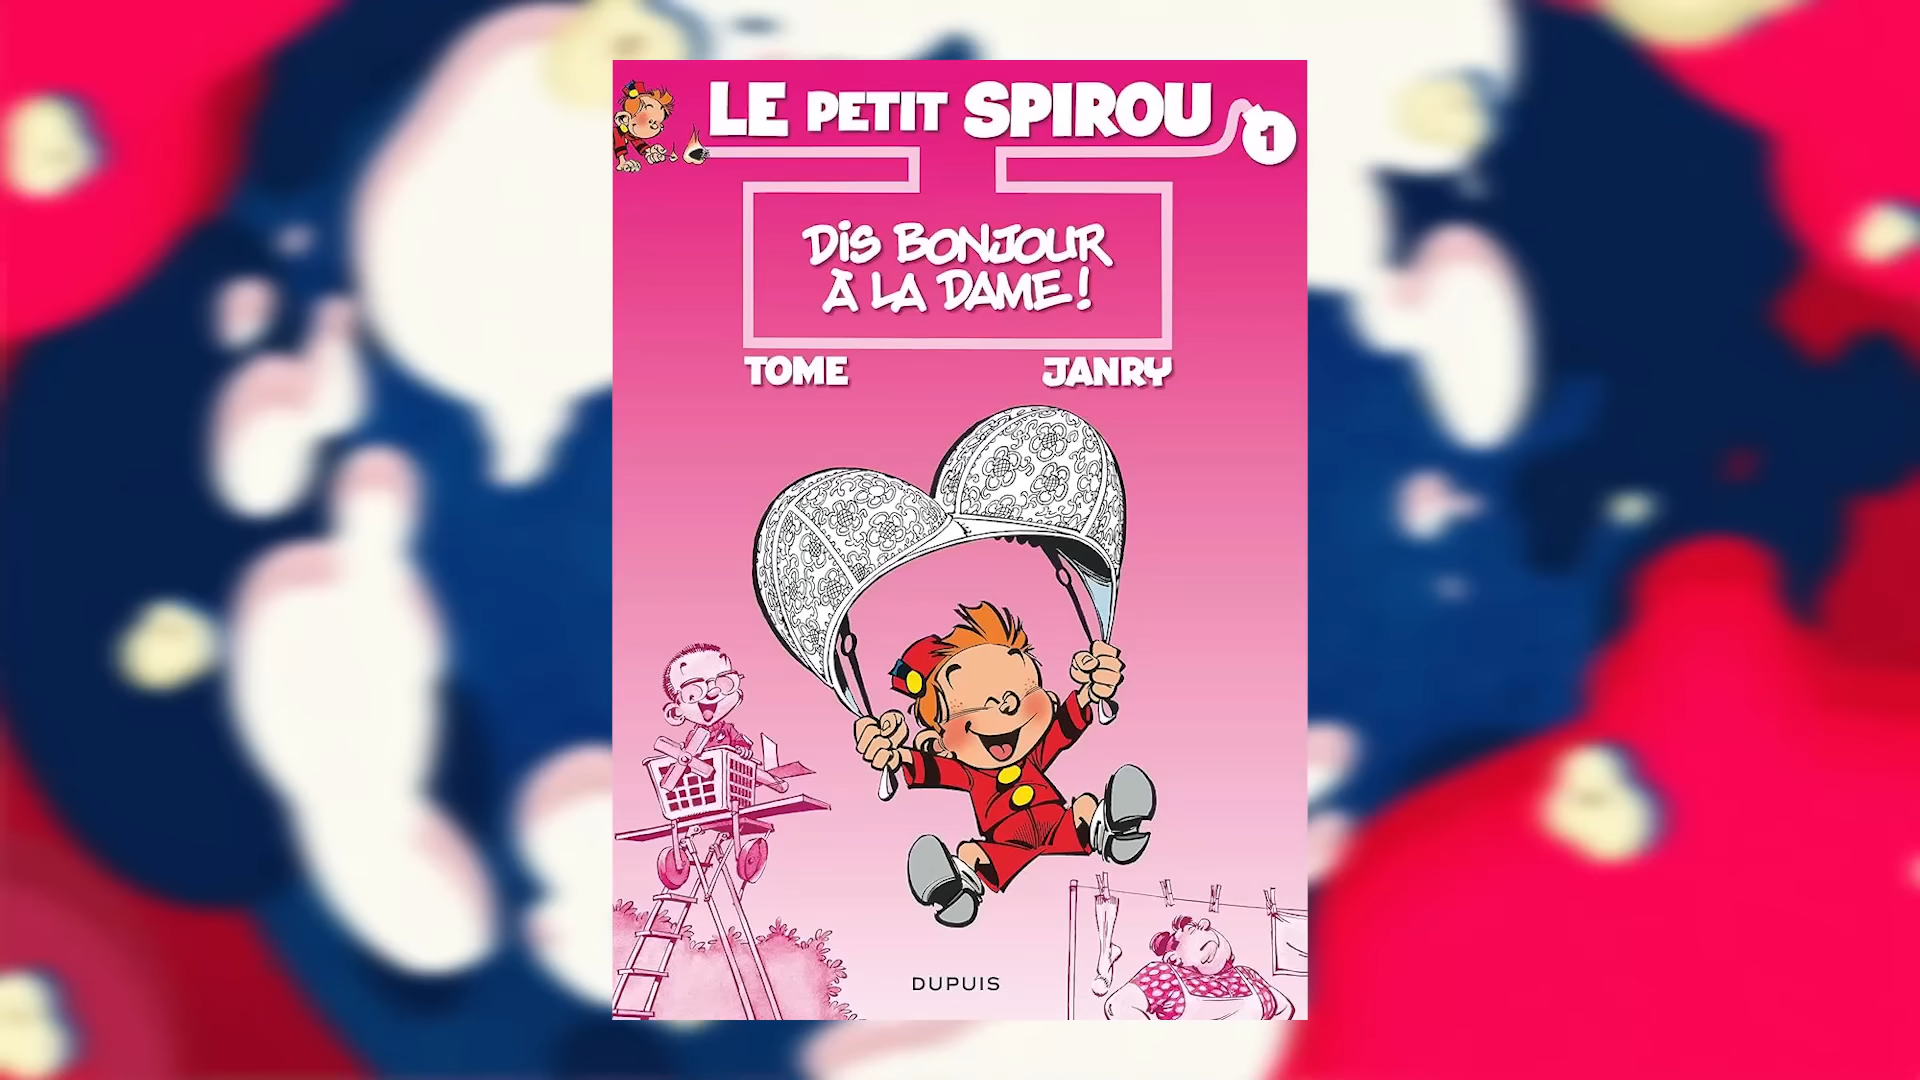 LE PETIT SPIROU
1
DIS BONJOUR
À LA DAME!
TOME JANRY
DUPUIS